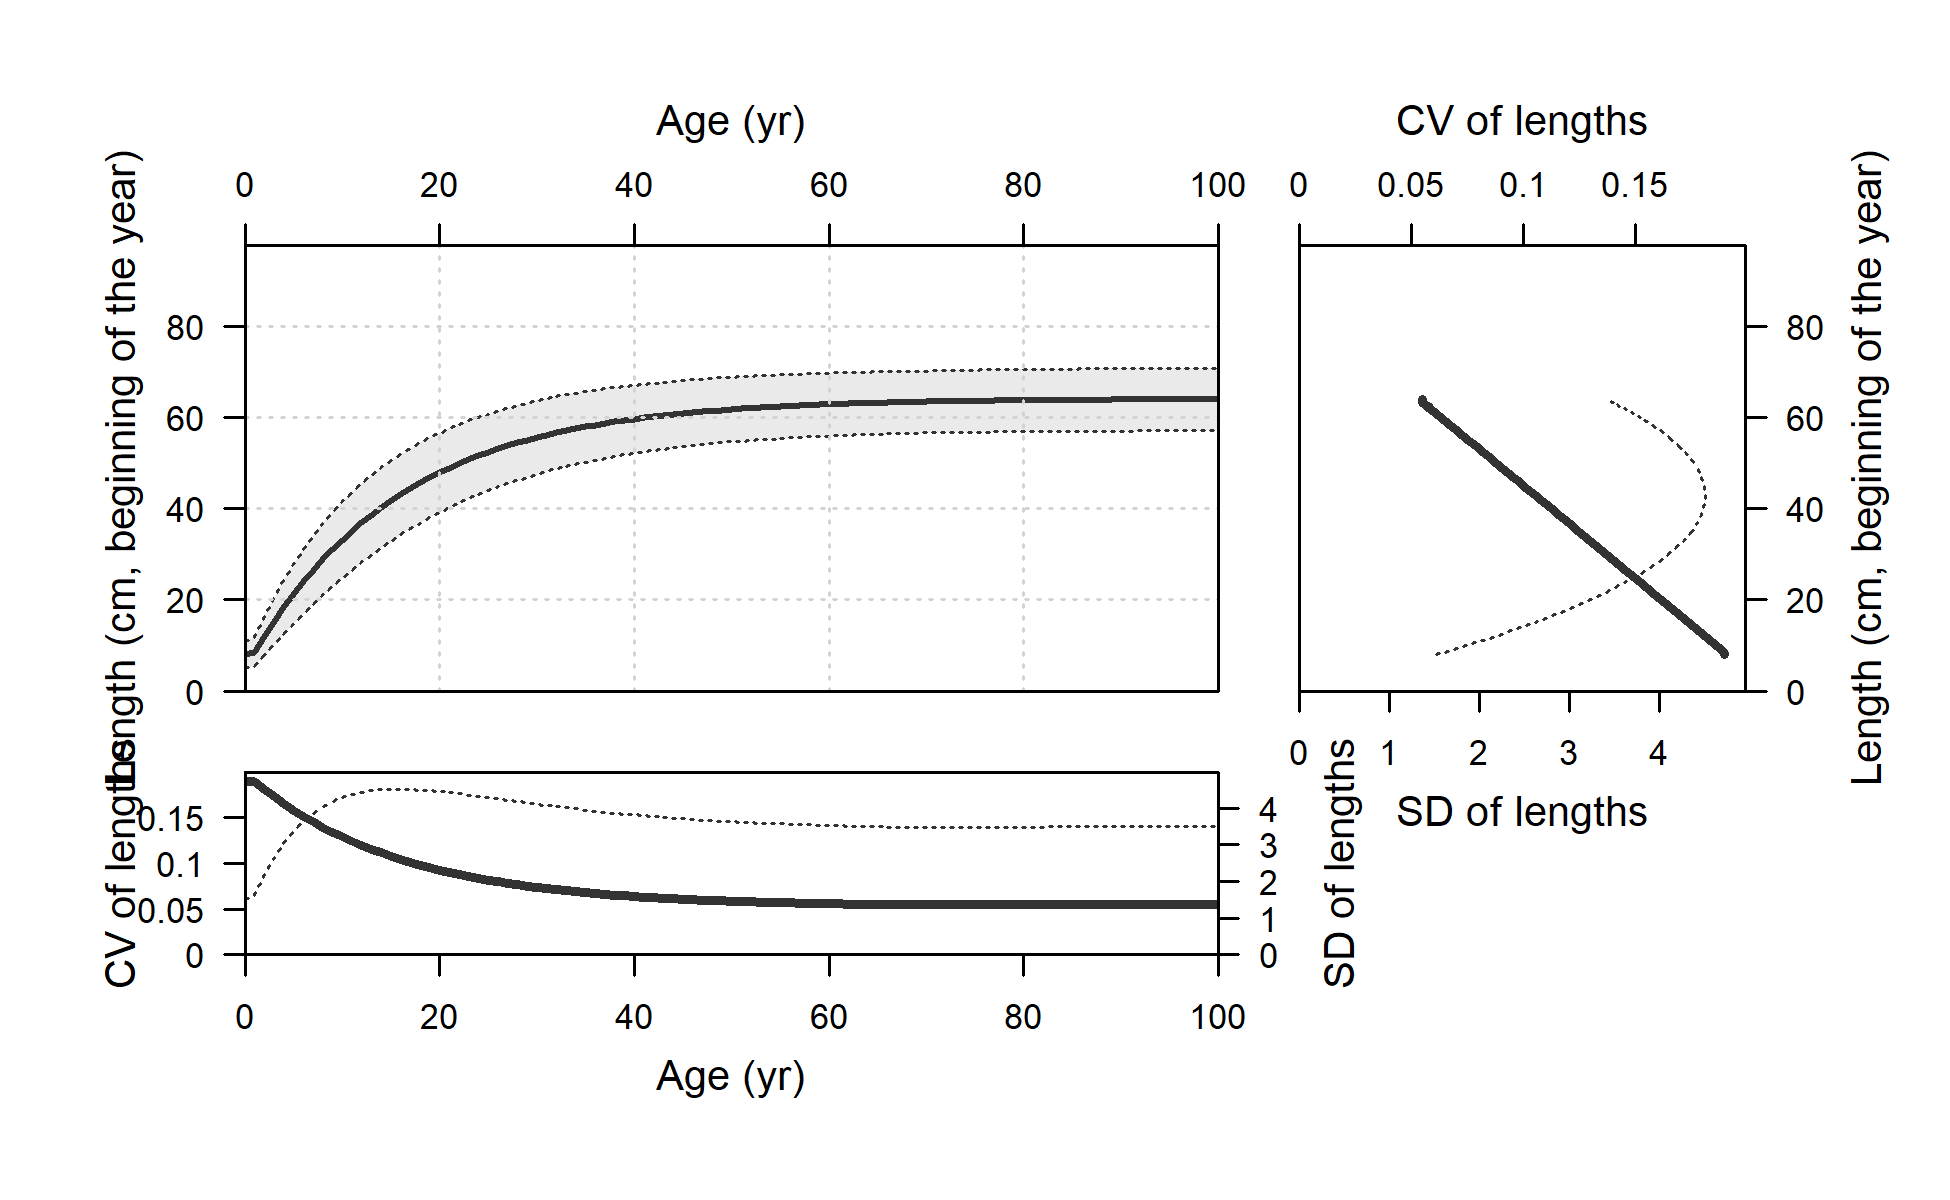 Age (yr)
CV of lengths
0 20 40 60 80 100
0 0.05 0.1 0.15
Length (cm, beginning of the year)
80
60
40
20
0
80
60
40
20
0
Length (cm, beginning of the year)
0 1 2 3 4
SD of lengths
CV of lengths
0.15
0.1
0.05
0
4
3
2
1
0
SD of lengths
0 20 40 60 80 100
Age (yr)